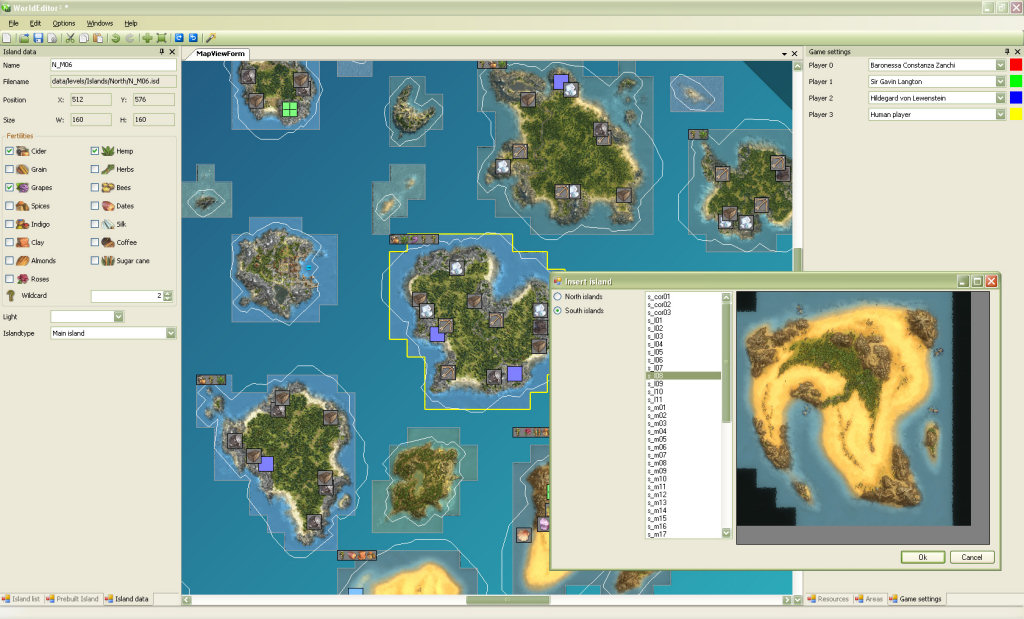 WorldEditor - *
File Edit Options Windows Help
Island data
Name N_M06
Filename data/levels/Islands/North/N_M06.isd
Position X: 512 Y: 576
Size W: 160 H: 160
Fertilities
Cider Hemp
Grain Herbs
Grapes Bees
Spices Dates
Indigo Silk
Clay Coffee
Almonds Sugar cane
Roses
Wildcard 2
Light
Islandtype Main island
Island list Prebuilt Island Island data
MapViewForm
Insert island
North islands
South islands
s_cor01
s_cor02
s_cor03
s_l01
s_l02
s_l03
s_l04
s_l05
s_l06
s_l07
s_l08
s_l09
s_l10
s_l11
s_m01
s_m02
s_m03
s_m04
s_m05
s_m06
s_m07
s_m08
s_m09
s_m10
s_m11
s_m12
s_m13
s_m14
s_m15
s_m16
s_m17
Ok Cancel
Game settings
Player 0 Baronessa Constanza Zanchi
Player 1 Sir Gavin Langton
Player 2 Hildegard von Lewenstein
Player 3 Human player
Resources Areas Game settings